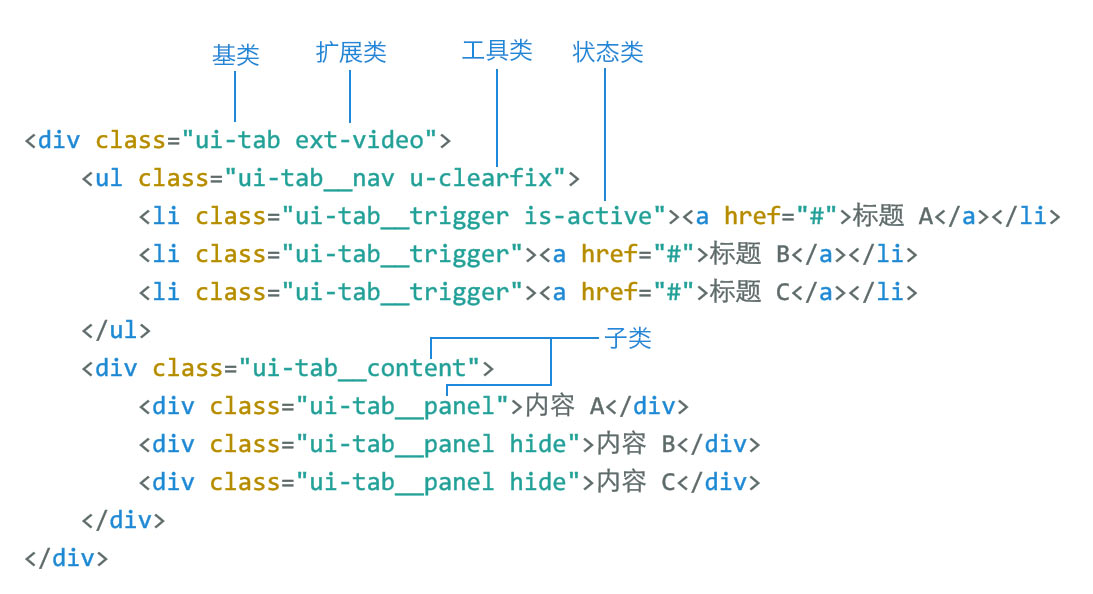 基类 扩展类 工具类 状态类
<div class="ui-tab ext-video">
<ul class="ui-tab__nav u-clearfix">
<li class="ui-tab__trigger is-active"><a href="#">标题 A</a></li>
<li class="ui-tab__trigger"><a href="#">标题 B</a></li>
<li class="ui-tab__trigger"><a href="#">标题 C</a></li>
</ul>
子类
<div class="ui-tab__content">
<div class="ui-tab__panel">内容 A</div>
<div class="ui-tab__panel hide">内容 B</div>
<div class="ui-tab__panel hide">内容 C</div>
</div>
</div>